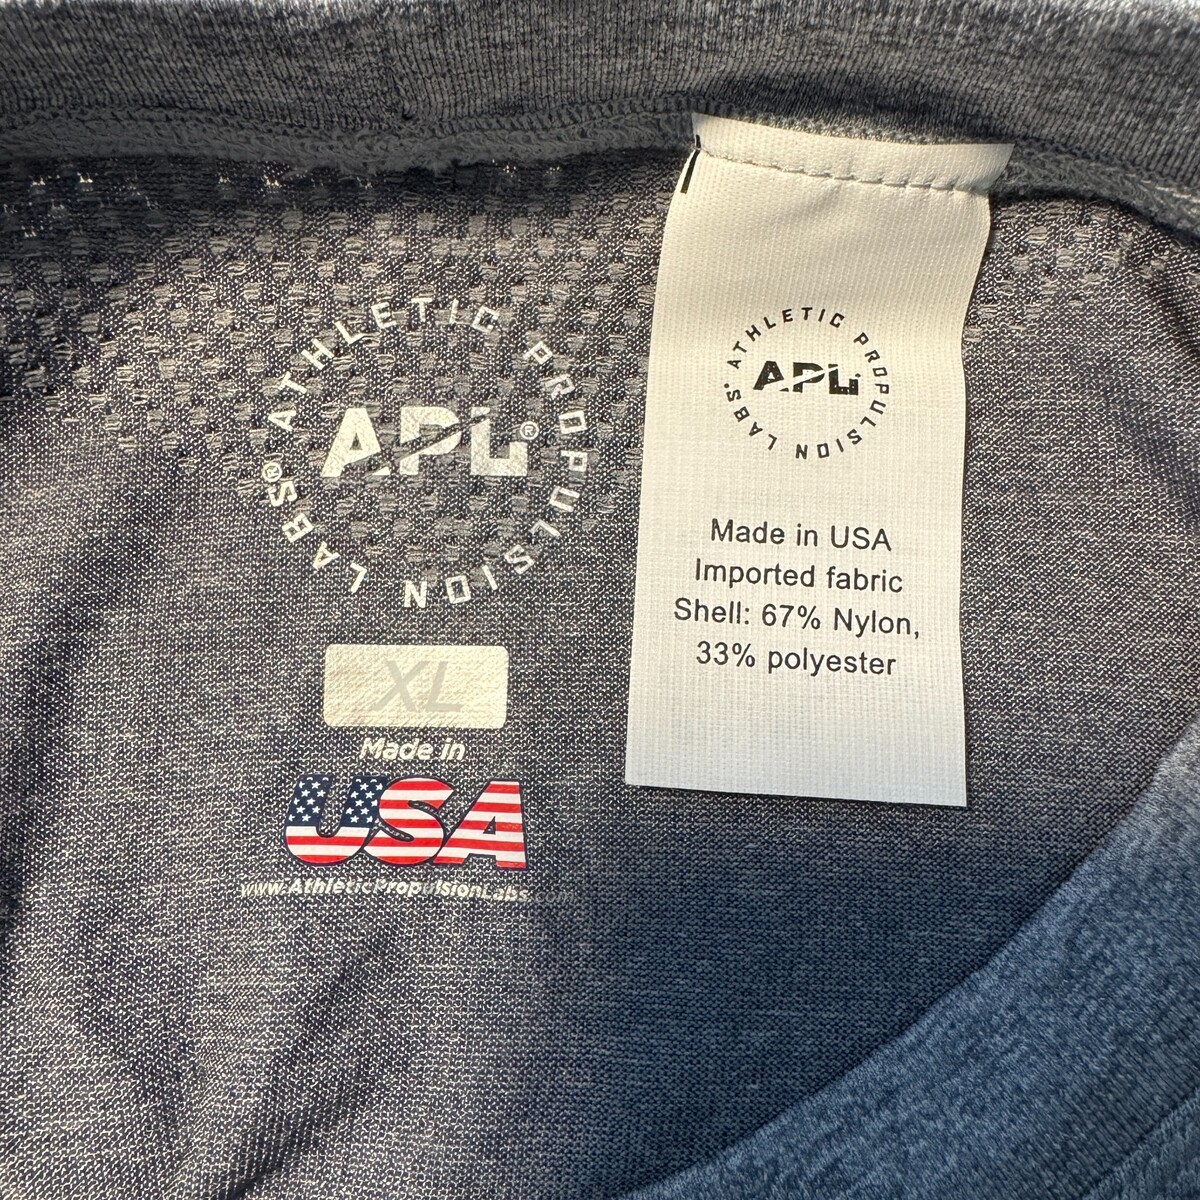 ATHLETIC PROPULSION LABS®
APL®
XL
Made in
USA
www.AthleticPropulsionLabs.com
ATHLETIC PROPULSION LABS®
APL®
Made in USA
Imported fabric
Shell: 67% Nylon,
33% polyester